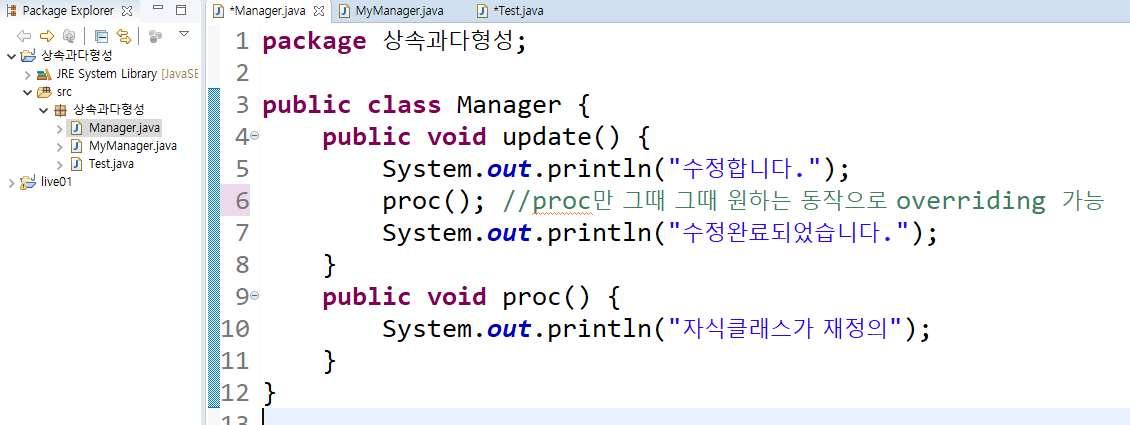 Package Explorer
상속과다형성
JRE System Library [JavaSE
src
상속과다형성
Manager.java
MyManager.java
Test.java
live01
*Manager.java MyManager.java *Test.java
1 package 상속과다형성;
2
3 public class Manager {
4 public void update() {
5 System.out.println("수정합니다.");
6 proc(); //proc만 그때 그때 원하는 동작으로 overriding 가능
7 System.out.println("수정완료되었습니다.");
8 }
9 public void proc() {
10 System.out.println("자식클래스가 재정의");
11 }
12 }
13